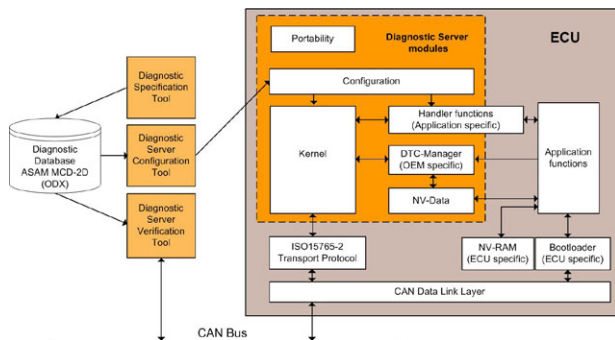 Portability
Diagnostic Server
modules
ECU
Diagnostic
Specification
Tool
Configuration
Diagnostic
Database
ASAM MCD-2D
(ODX)
Diagnostic
Server
Configuration
Tool
Kernel
Handler functions
(Application specific)
DTC-Manager
(OEM specific)
Application
functions
NV-Data
Diagnostic
Server
Verification
Tool
ISO15765-2
Transport Protocol
NV-RAM
(ECU specific)
Bootloader
(ECU specific)
CAN Data Link Layer
CAN Bus